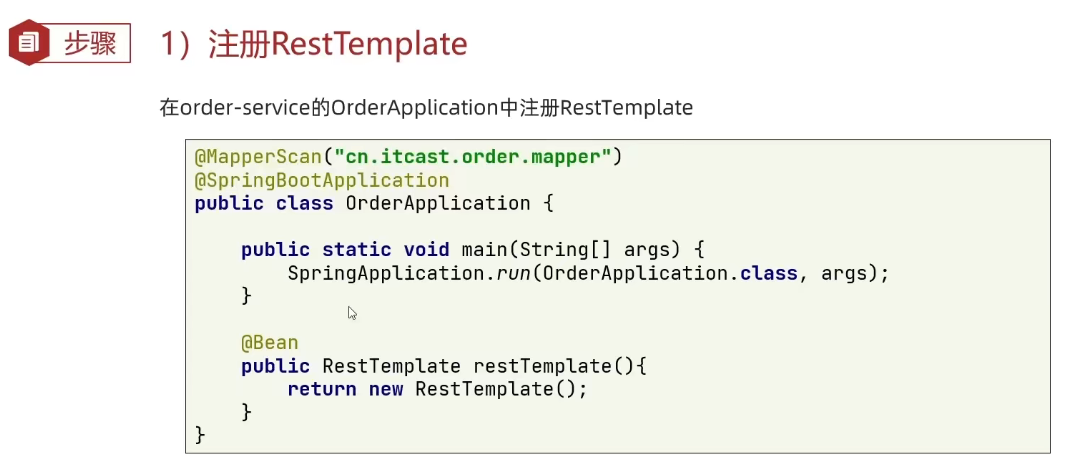 步骤
1）注册RestTemplate
在order-service的OrderApplication中注册RestTemplate
@MapperScan("cn.itcast.order.mapper")
@SpringBootApplication
public class OrderApplication {
    public static void main(String[] args) {
        SpringApplication.run(OrderApplication.class, args);
    }
    @Bean
    public RestTemplate restTemplate(){
        return new RestTemplate();
    }
}